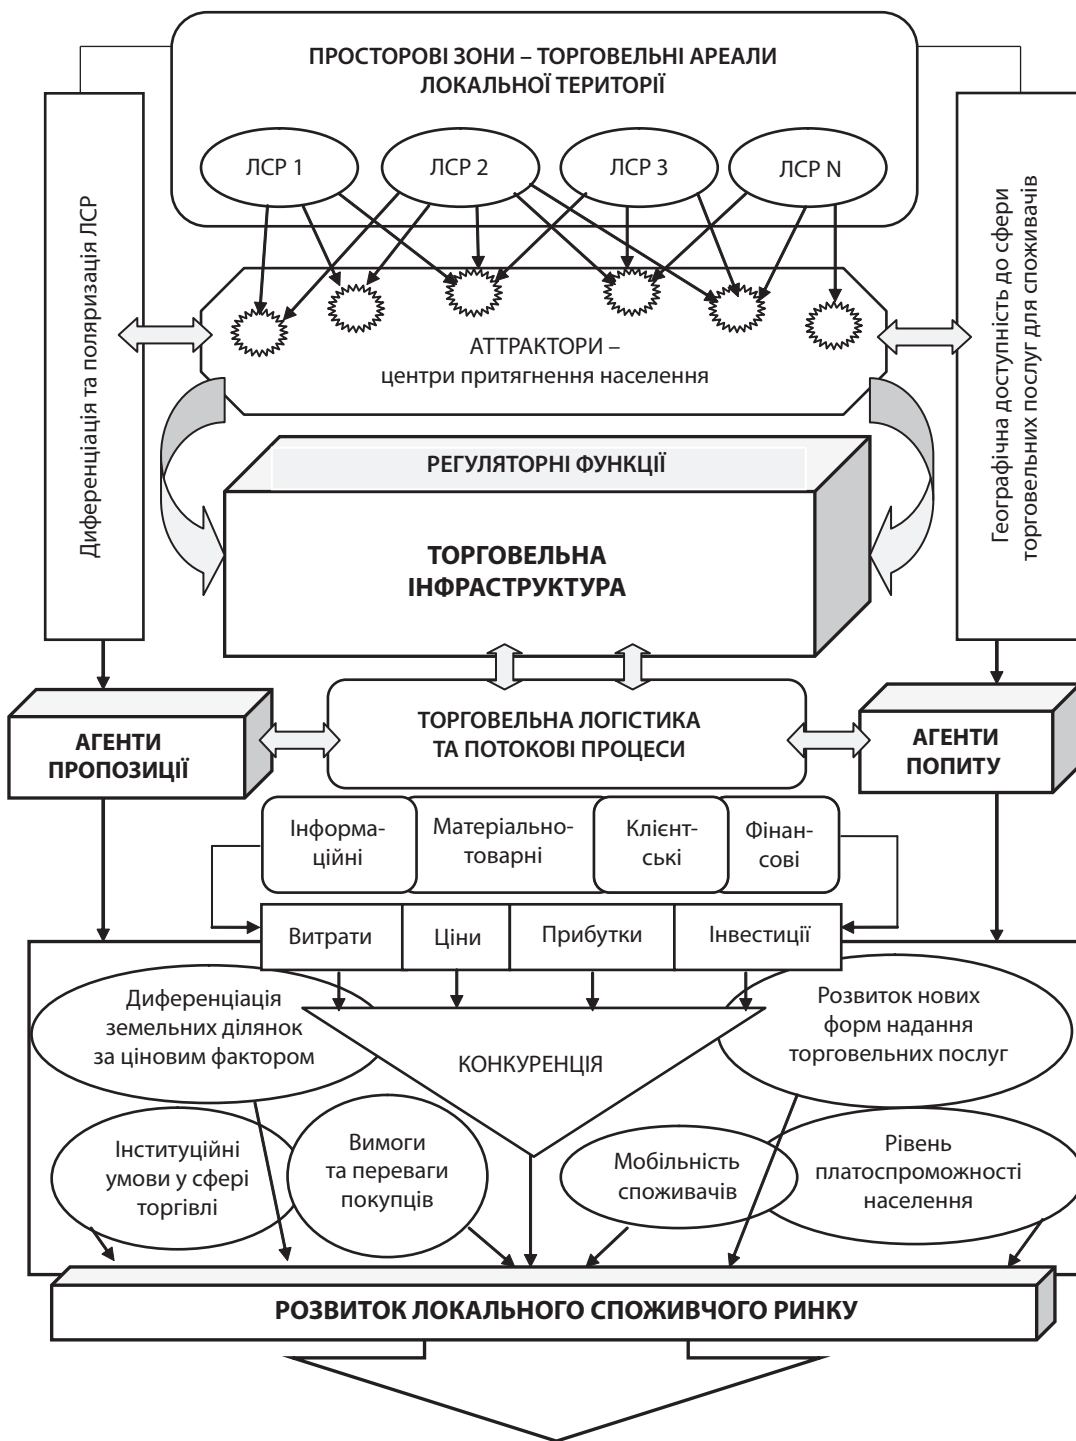 ПРОСТОРОВІ ЗОНИ – ТОРГОВЕЛЬНІ АРЕАЛИ
ЛОКАЛЬНОЇ ТЕРИТОРІЇ
ЛСР 1
ЛСР 2
ЛСР 3
ЛСР N
Диференціація та поляризація ЛСР
Географічна доступність до сфери
торговельних послуг для споживачів
АТТРАКТОРИ –
центри притягнення населення
РЕГУЛЯТОРНІ ФУНКЦІЇ
ТОРГОВЕЛЬНА
ІНФРАСТРУКТУРА
АГЕНТИ
ПРОПОЗИЦІЇ
ТОРГОВЕЛЬНА ЛОГІСТИКА
ТА ПОТОКОВІ ПРОЦЕСИ
АГЕНТИ
ПОПИТУ
Інформа-
ційні
Матеріально-
товарні
Клієнт-
ські
Фінан-
сові
Витрати
Ціни
Прибутки
Інвестиції
Диференціація
земельних ділянок
за ціновим фактором
КОНКУРЕНЦІЯ
Розвиток нових
форм надання
торговельних послуг
Інституційні
умови у сфері
торгівлі
Вимоги
та переваги
покупців
Мобільність
споживачів
Рівень
платоспроможності
населення
РОЗВИТОК ЛОКАЛЬНОГО СПОЖИВЧОГО РИНКУ